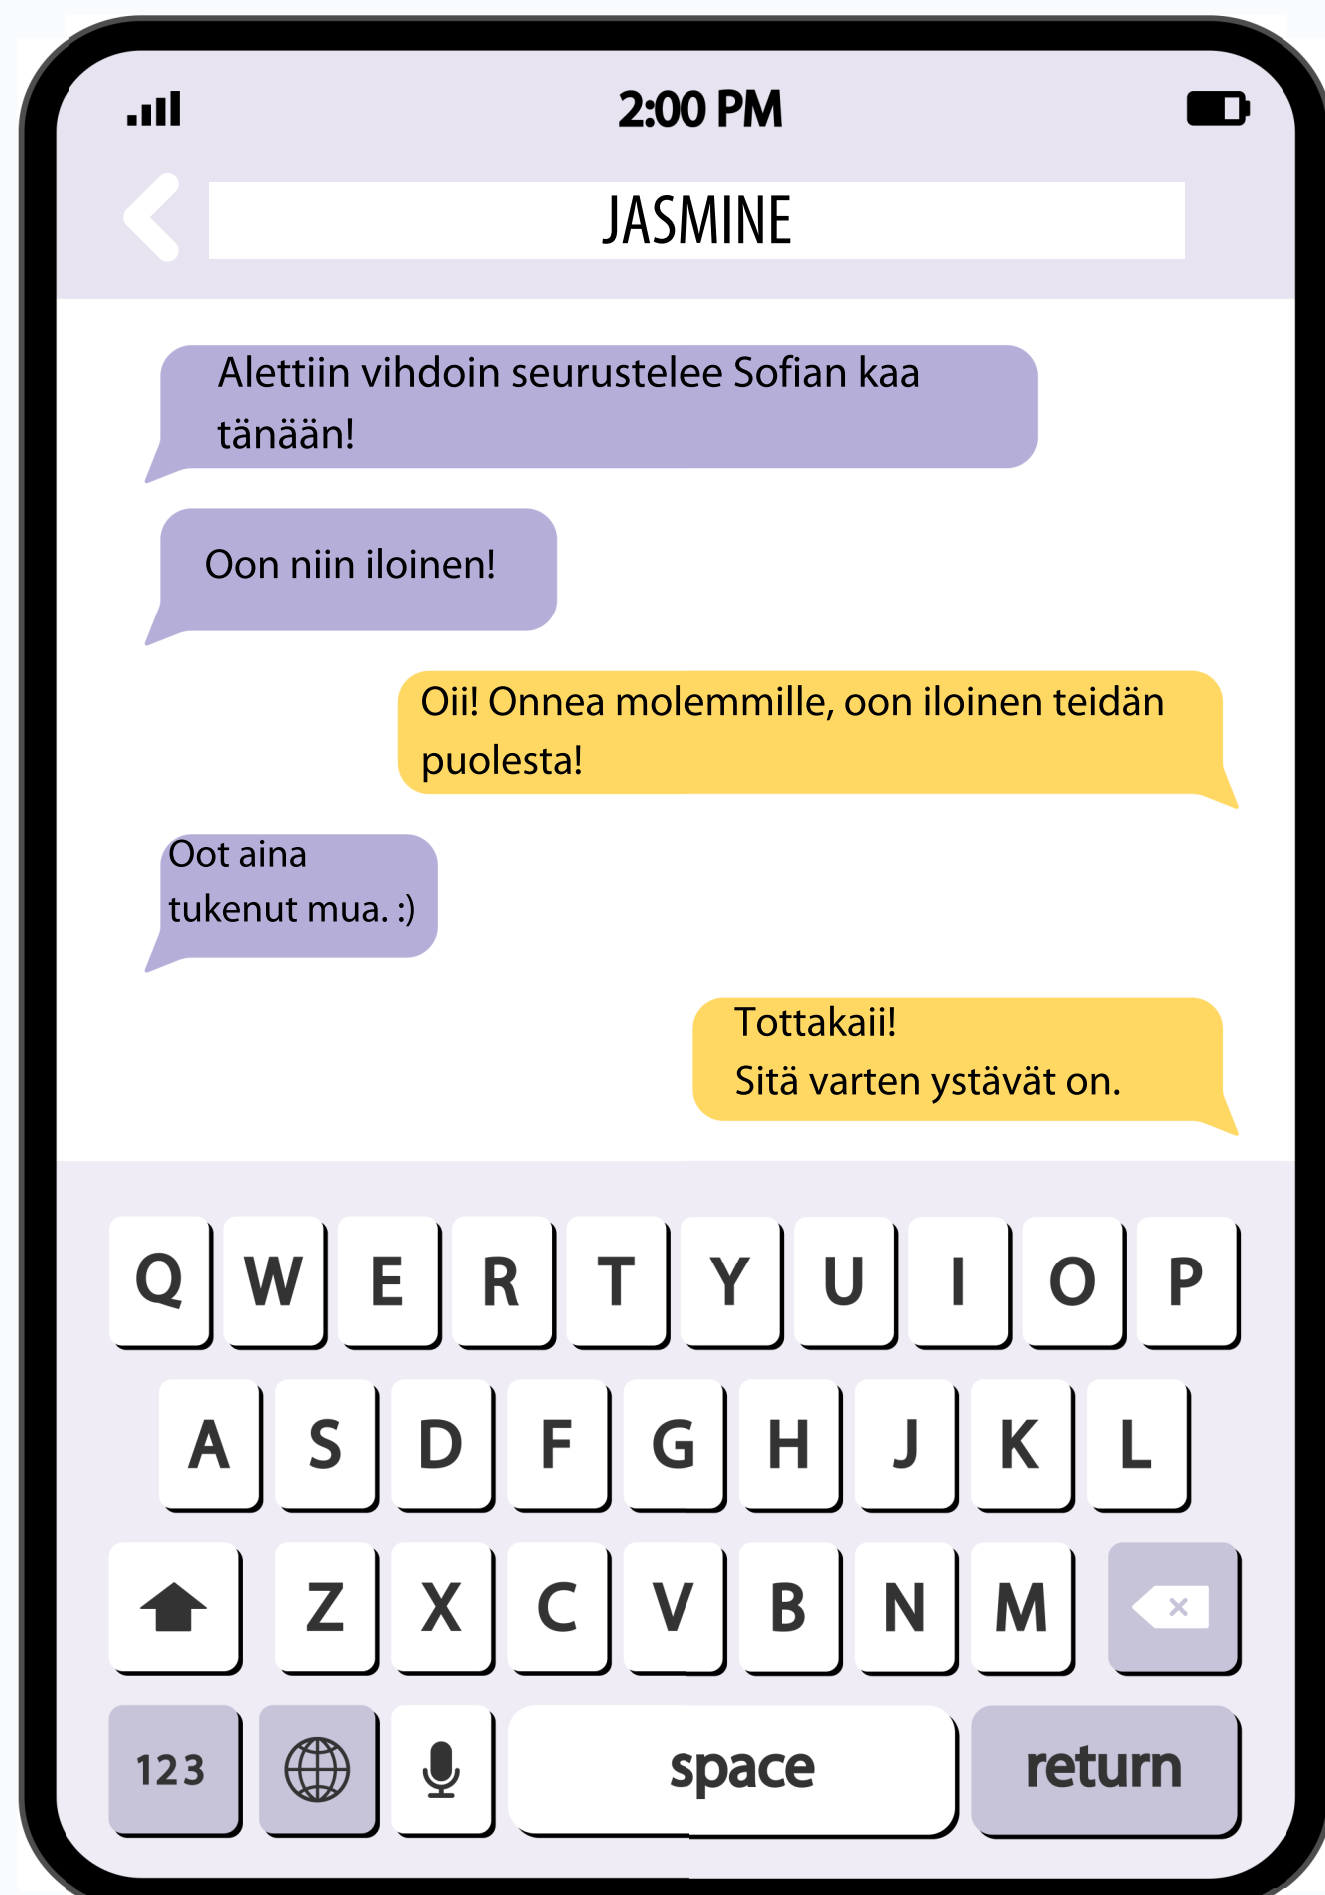 2:00 PM
JASMINE
Alettiin vihdoin seurustelee Sofian kaa
tänään!
Oon niin iloinen!
Oii! Onnea molemmille, oon iloinen teidän
puolesta!
Oot aina
tukenut mua. :)
Tottakaii!
Sitä varten ystävät on.
Q W E R T Y U I O P
A S D F G H J K L
Z X C V B N M
123 space return